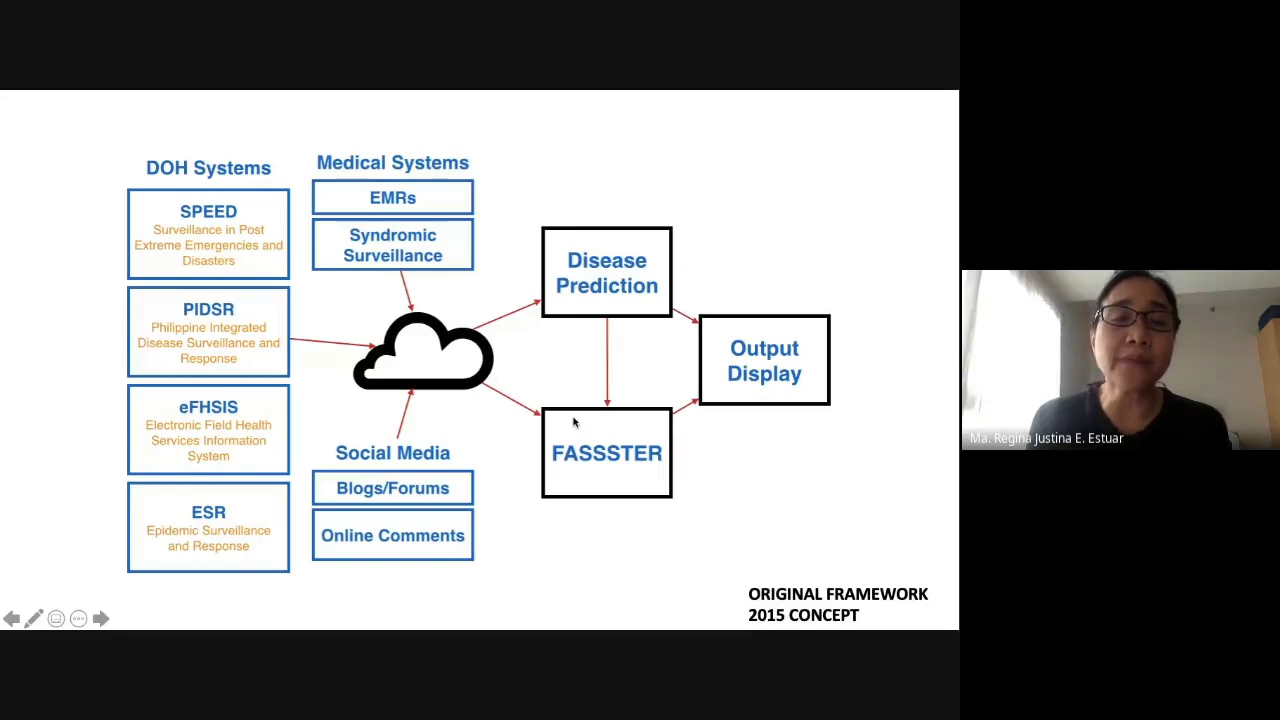 DOH Systems
SPEED
Surveillance in Post
Extreme Emergencies and
Disasters
PIDSR
Philippine Integrated
Disease Surveillance and
Response
eFHSIS
Electronic Field Health
Services Information
System
ESR
Epidemic Surveillance
and Response
Medical Systems
EMRs
Syndromic
Surveillance
Social Media
Blogs/Forums
Online Comments
Disease
Prediction
FASSSTER
Output
Display
ORIGINAL FRAMEWORK
2015 CONCEPT
Ma. Regina Justina E. Estuar